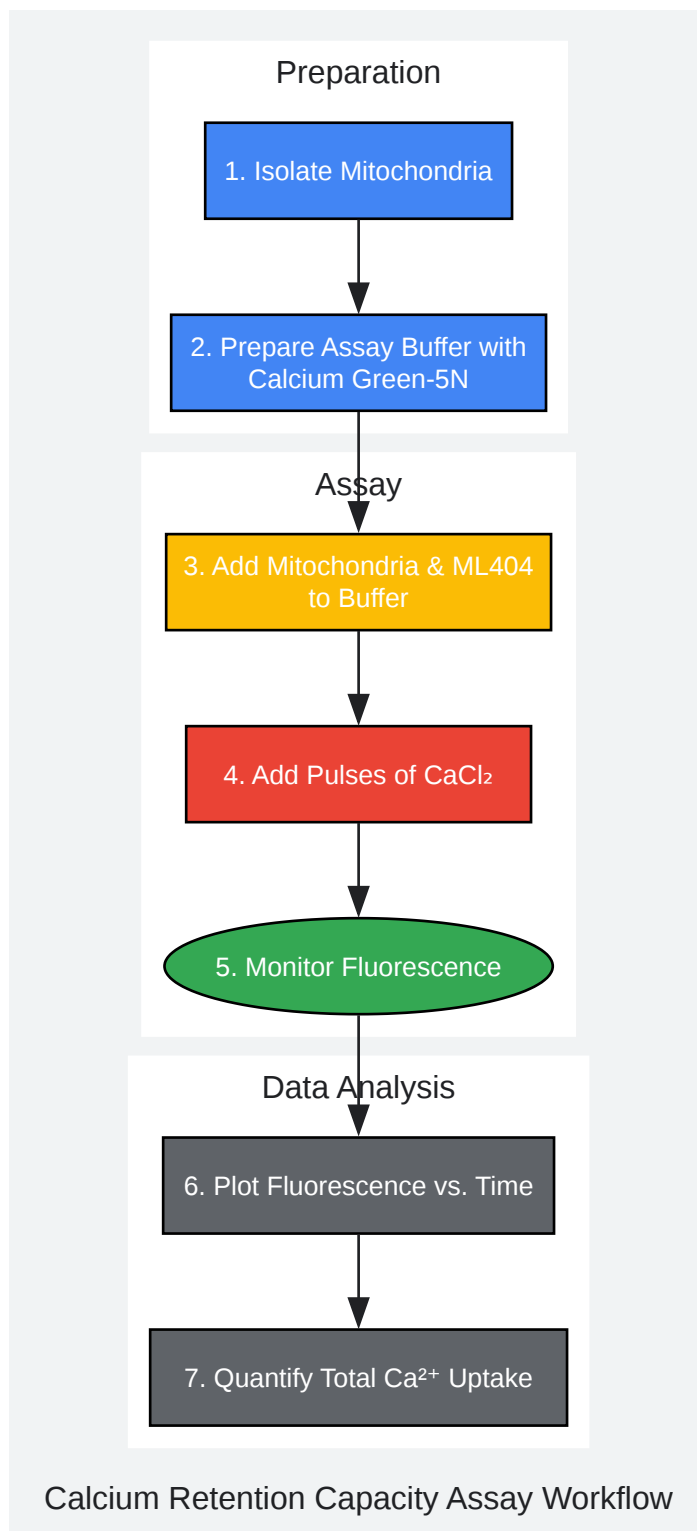 Preparation
1. Isolate Mitochondria
2. Prepare Assay Buffer with
Calcium Green-5N
Assay
3. Add Mitochondria & ML404
to Buffer
4. Add Pulses of CaCl₂
5. Monitor Fluorescence
Data Analysis
6. Plot Fluorescence vs. Time
7. Quantify Total Ca²⁺ Uptake
Calcium Retention Capacity Assay Workflow